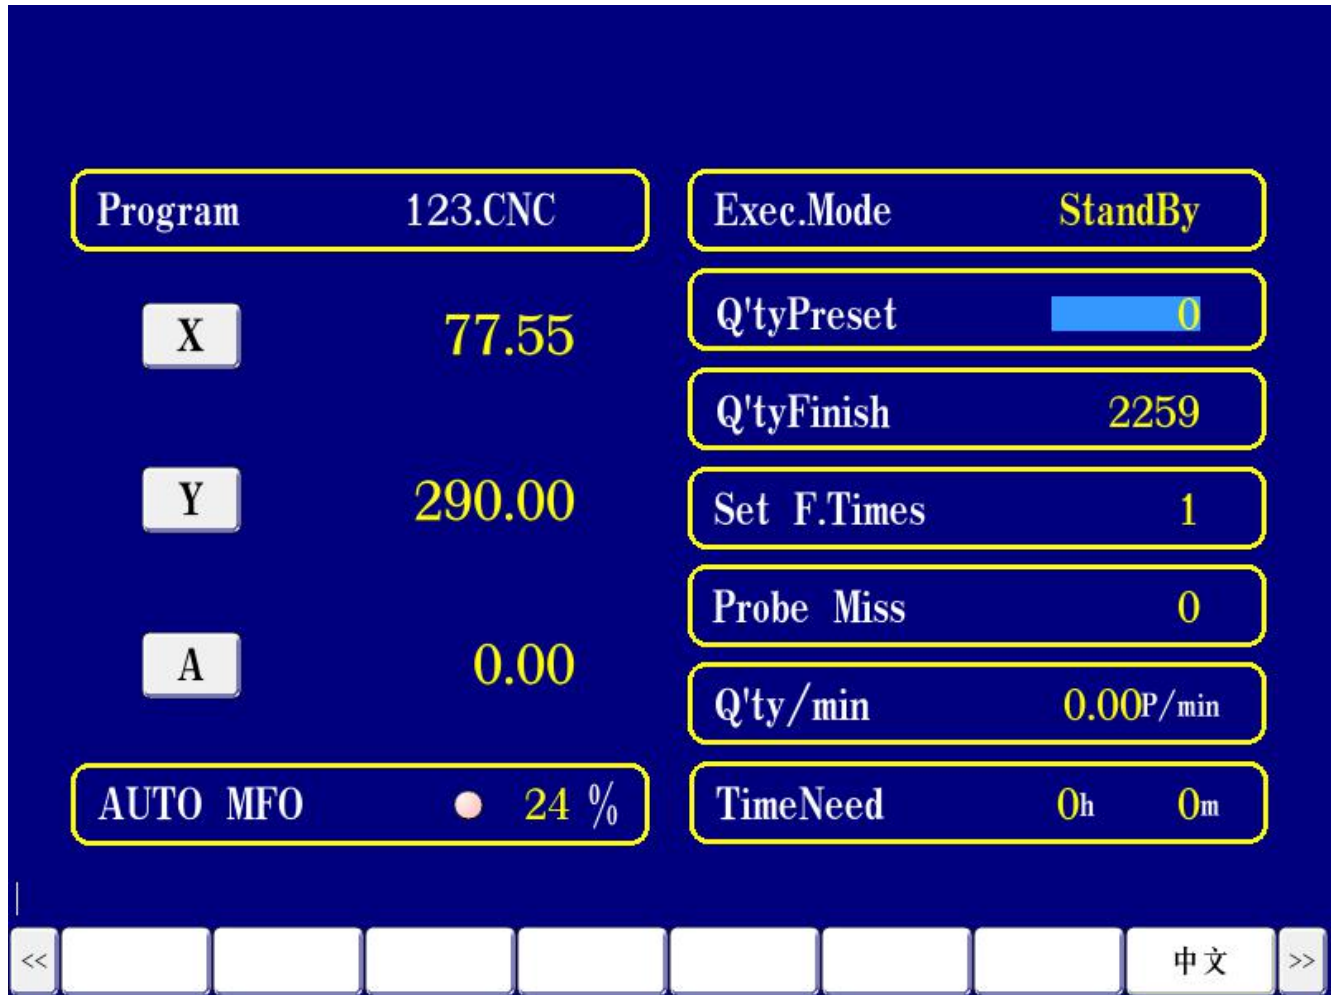 Program 123.CNC
X 77.55
Y 290.00
A 0.00
AUTO MFO 24 %
Exec.Mode StandBy
Q'tyPreset 0
Q'tyFinish 2259
Set F.Times 1
Probe Miss 0
Q'ty/min 0.00P/min
TimeNeed 0h 0m
<< 中文 >>